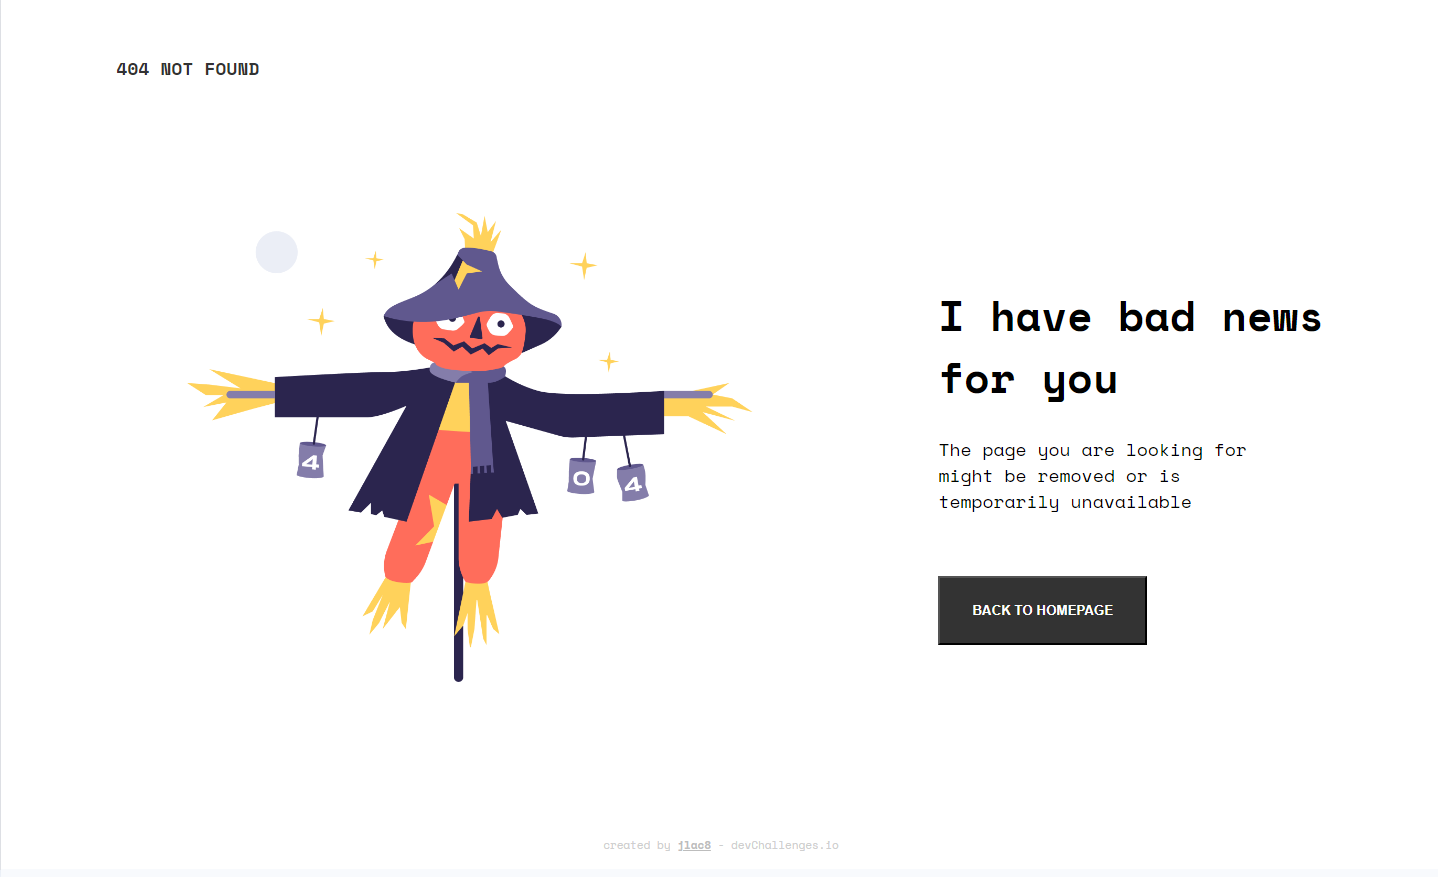 404 NOT FOUND
4
0
4
I have bad news
for you
The page you are looking for
might be removed or is
temporarily unavailable
BACK TO HOMEPAGE
created by jlac8 - devChallenges.io